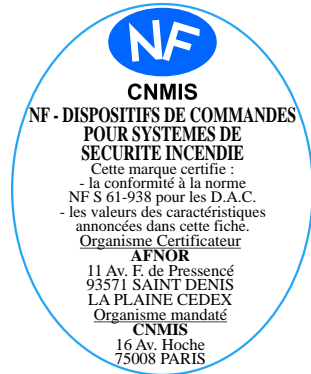 NF
CNMIS
NF - DISPOSITIFS DE COMMANDES
POUR SYSTEMES DE
SECURITE INCENDIE
Cette marque certifie :
- la conformité à la norme
NF S 61-938 pour les D.A.C.
- les valeurs des caractéristiques
annoncées dans cette fiche.
Organisme Certificateur
AFNOR
11 Av. F. de Pressencé
93571 SAINT DENIS
LA PLAINE CEDEX
Organisme mandaté
CNMIS
16 Av. Hoche
75008 PARIS